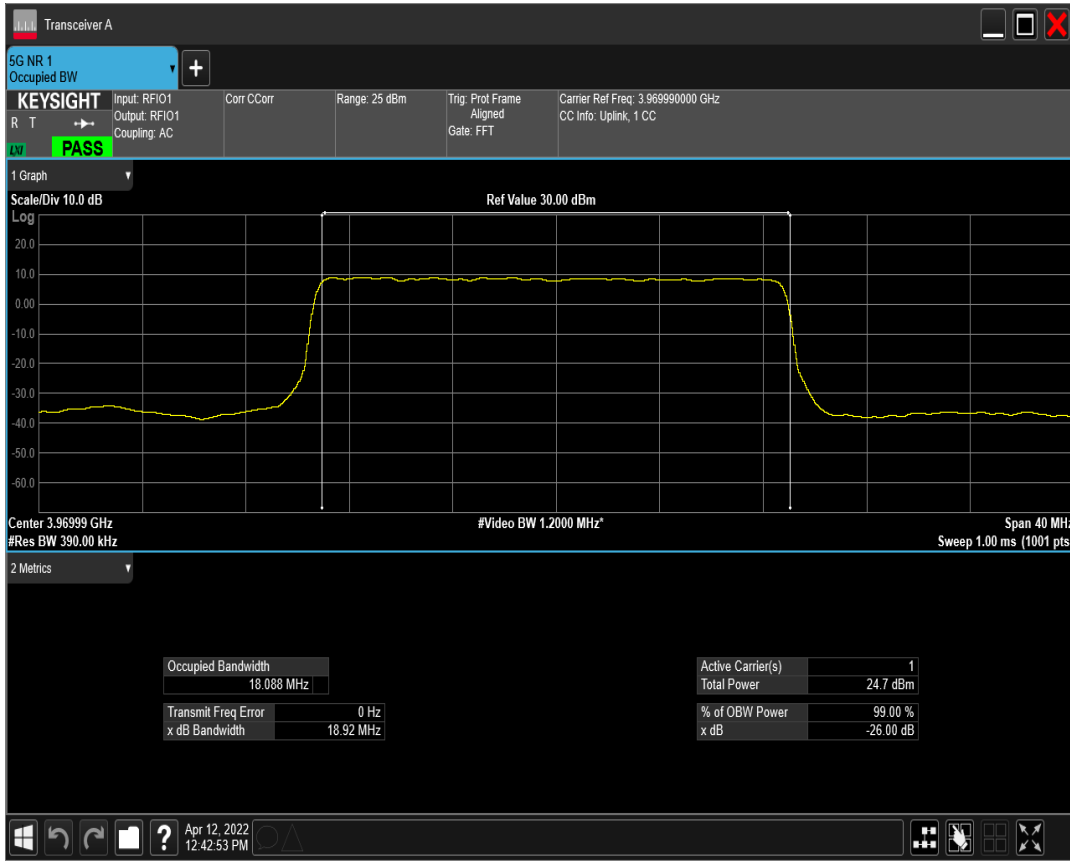 Transceiver A
5G NR 1
Occupied BW
KEYSIGHT
R T
LXI
PASS
Input: RFIO1
Output: RFIO1
Coupling: AC
Corr CCorr
Range: 25 dBm
Trig: Prot Frame
Aligned
Gate: FFT
Carrier Ref Freq: 3.969990000 GHz
CC Info: Uplink, 1 CC
1 Graph
Scale/Div 10.0 dB
Ref Value 30.00 dBm
Log
20.0
10.0
0.00
-10.0
-20.0
-30.0
-40.0
-50.0
-60.0
Center 3.96999 GHz
#Video BW 1.2000 MHz*
Span 40 MHz
#Res BW 390.00 kHz
Sweep 1.00 ms (1001 pts
2 Metrics
Occupied Bandwidth
18.088 MHz
Transmit Freq Error 0 Hz
x dB Bandwidth 18.92 MHz
Active Carrier(s) 1
Total Power 24.7 dBm
% of OBW Power 99.00 %
x dB -26.00 dB
?
Apr 12, 2022
12:42:53 PM